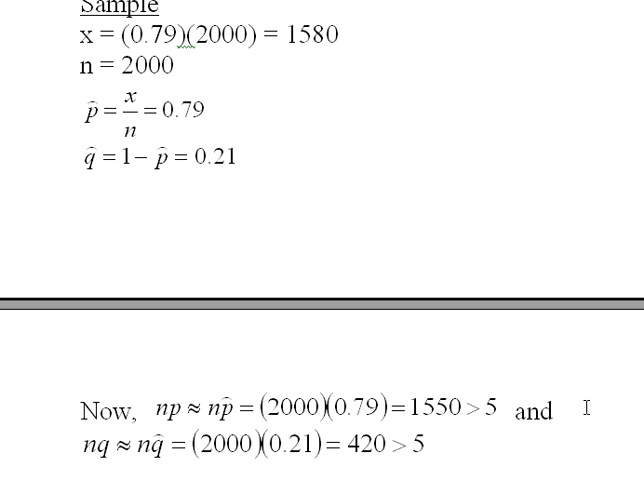 Sample
x = (0.79)(2000) = 1580
n = 2000
p̂ = x/n = 0.79
q̂ = 1 − p̂ = 0.21
Now, np ≈ np̂ = (2000)(0.79) = 1550 > 5 and
nq ≈ nq̂ = (2000)(0.21) = 420 > 5